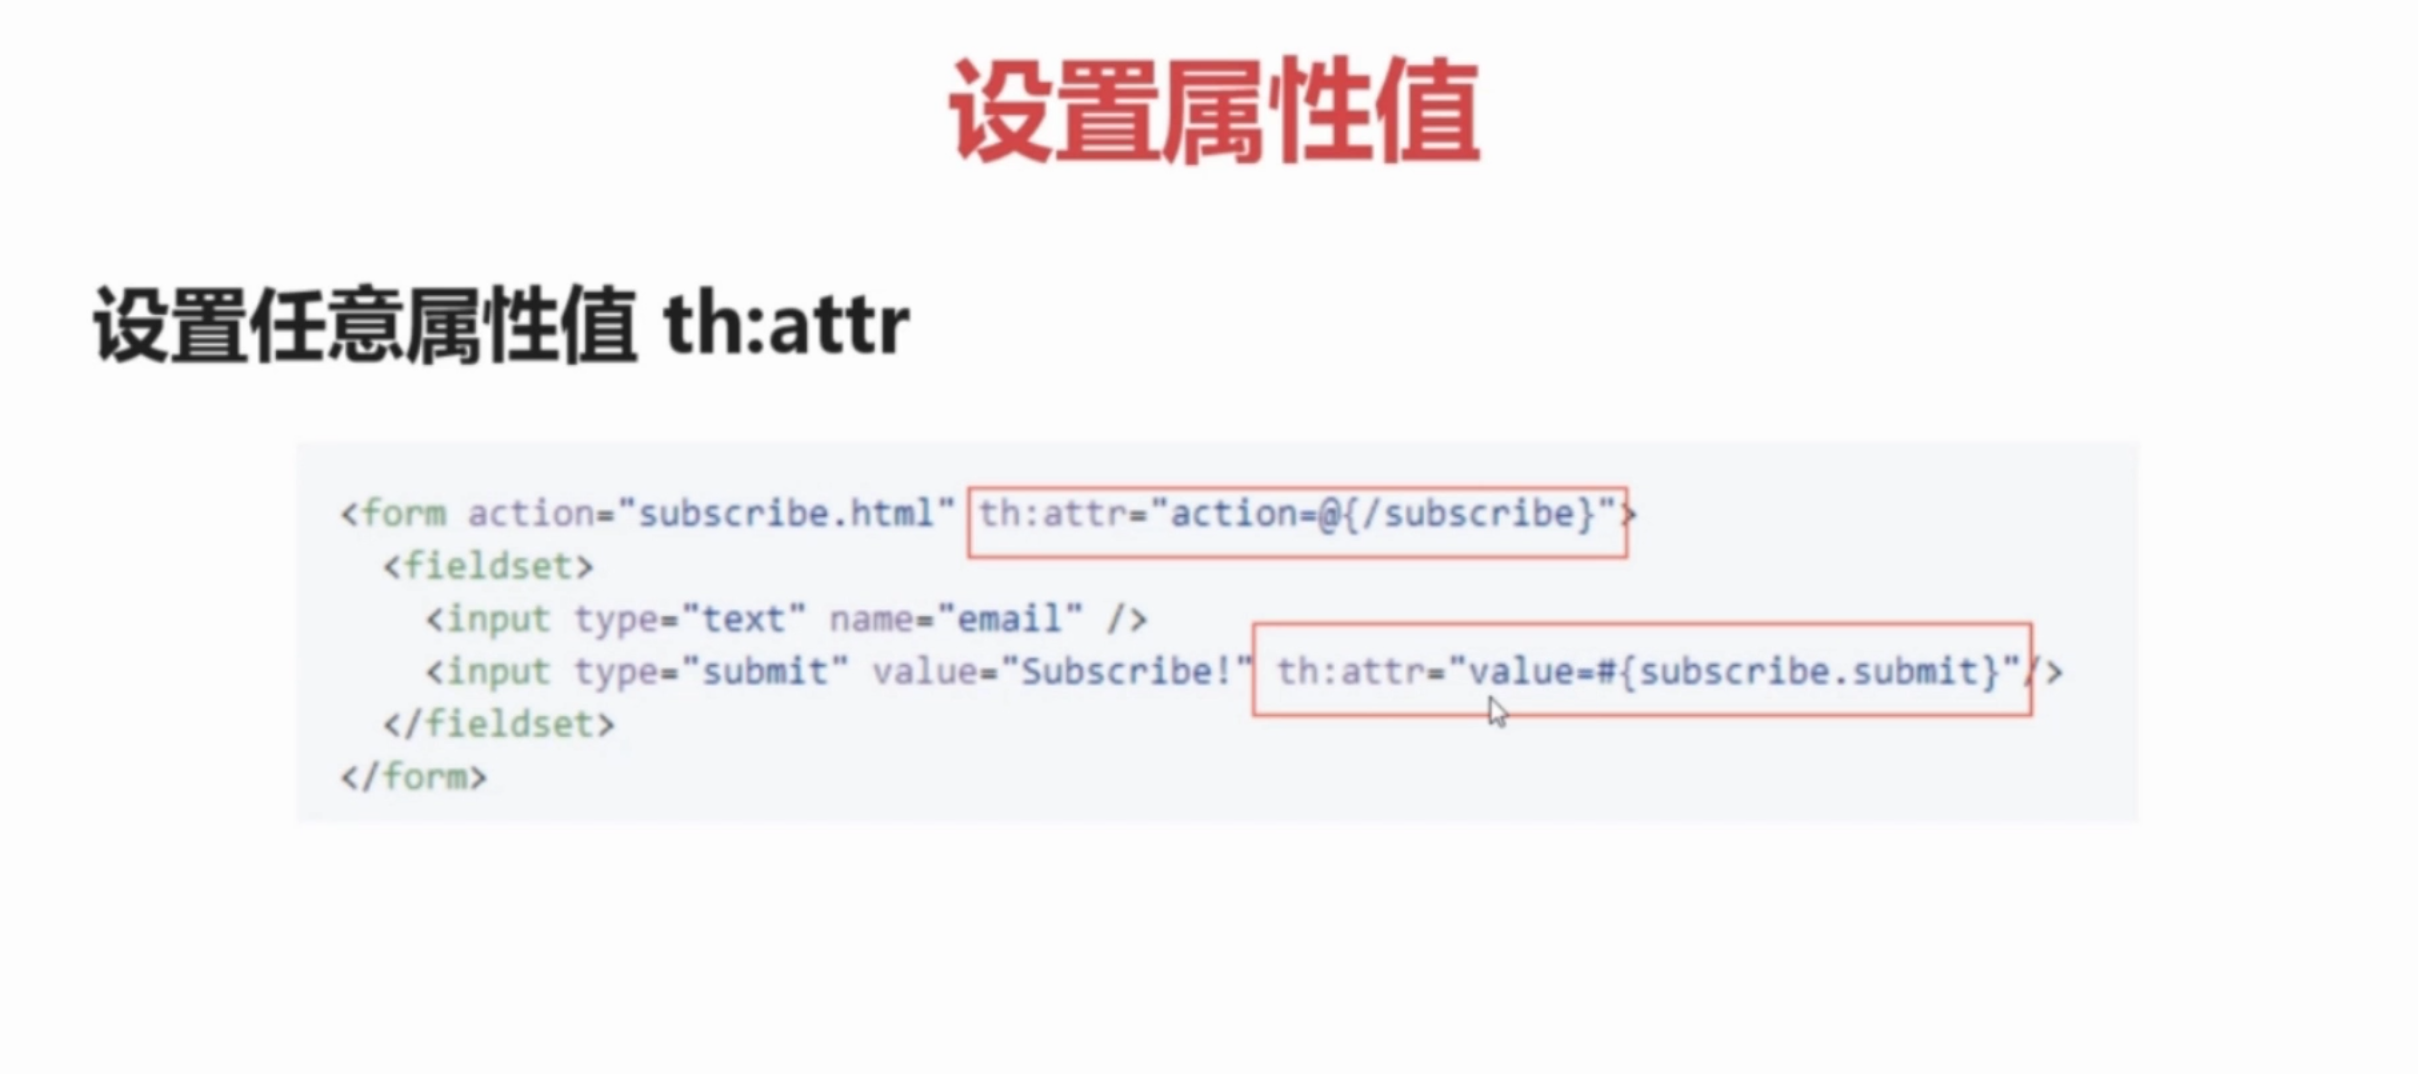 设置属性值
设置任意属性值 th:attr
<form action="subscribe.html" th:attr="action=@{/subscribe}">
<fieldset>
<input type="text" name="email" />
<input type="submit" value="Subscribe!" th:attr="value=#{subscribe.submit}"/>
</fieldset>
</form>